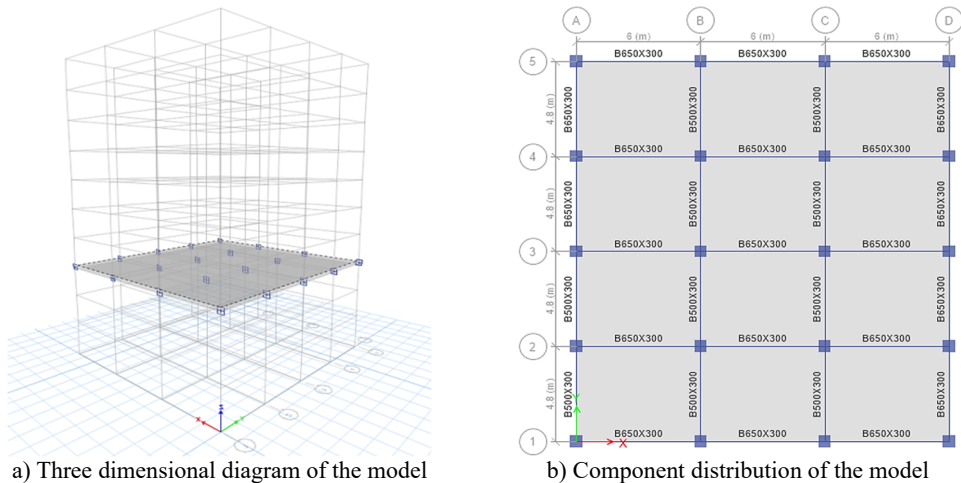 A B C D
6 (m) 6 (m) 6 (m)
5
B650X300 B650X300 B650X300
4.8 (m) B650X300 B500X300 B500X300 B650X300
4
B650X300 B650X300 B650X300
4.8 (m) B650X300 B500X300 B500X300 B650X300
3
B650X300 B650X300 B650X300
4.8 (m) B500X300 B500X300 B500X300 B650X300
2
B650X300 B650X300 B650X300
4.8 (m) B500X300 B500X300 B500X300 B650X300
1
B650X300 B650X300 B650X300
X
a) Three dimensional diagram of the model
b) Component distribution of the model